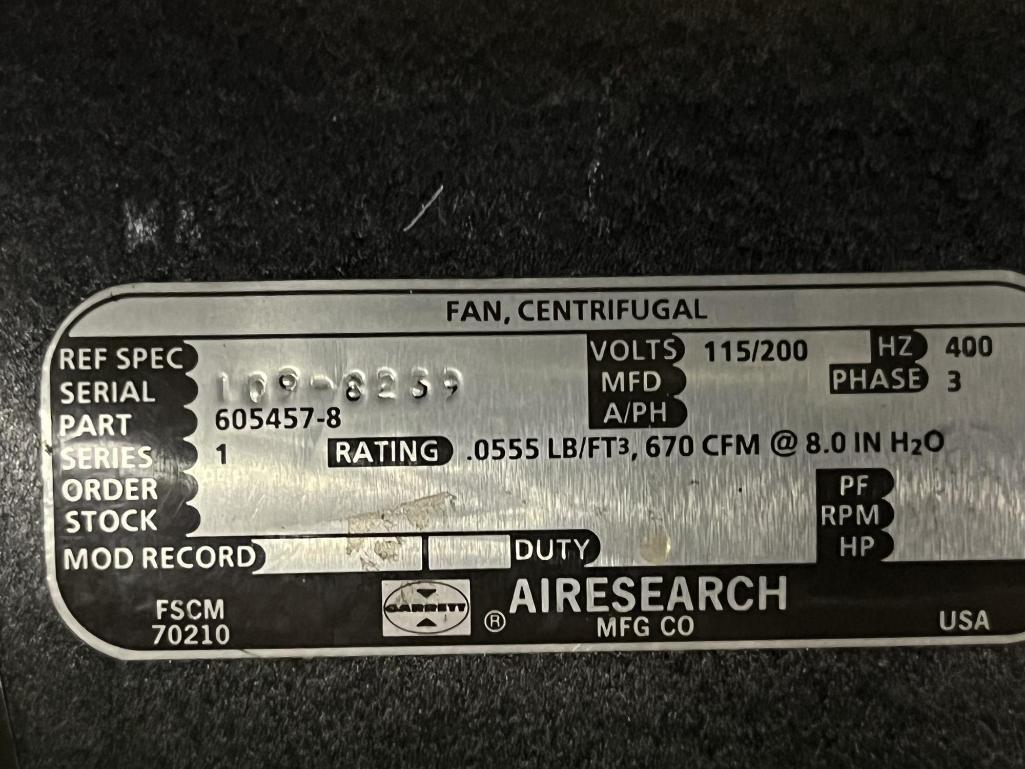 FAN, CENTRIFUGAL
REF SPEC VOLTS 115/200 HZ 400
SERIAL 109-8239 MFD PHASE 3
PART 605457-8 A/PH
SERIES 1 RATING .0555 LB/FT³, 670 CFM @ 8.0 IN H₂O
ORDER PF
STOCK RPM
MOD RECORD DUTY HP
FSCM
70210
GARRETT ® AIRESEARCH
MFG CO
USA